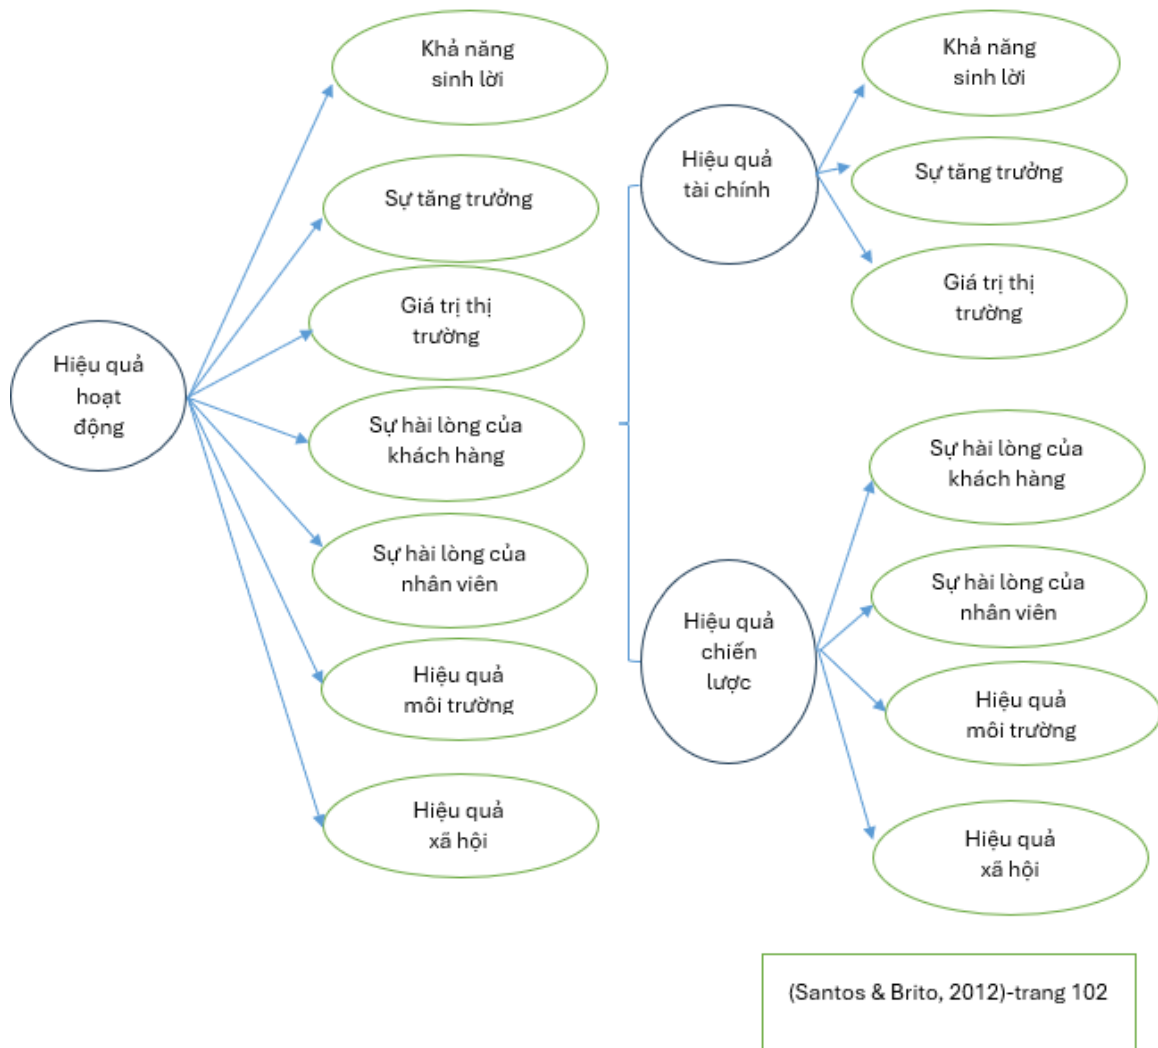 Hiệu quả
hoạt
động
Khả năng
sinh lời
Sự tăng trưởng
Giá trị thị
trường
Sự hài lòng của
khách hàng
Sự hài lòng của
nhân viên
Hiệu quả
môi trường
Hiệu quả
xã hội
Hiệu quả
tài chính
Khả năng
sinh lời
Sự tăng trưởng
Giá trị thị
trường
Hiệu quả
chiến
lược
Sự hài lòng của
khách hàng
Sự hài lòng của
nhân viên
Hiệu quả
môi trường
Hiệu quả
xã hội
(Santos & Brito, 2012)-trang 102